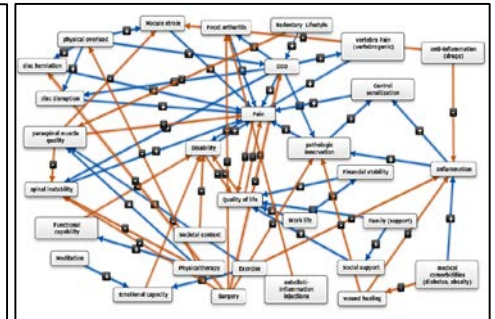 Muscle strain
Facet arthritis
Sedentary Lifestyle
physical overload
vertebra Pain
(vertebrogenic)
anti-inflammation
(drugs)
disc herniation
DDD
Central
sensitization
disc disruption
Pain
paraspinal muscle
quality
Disability
pathologic
innervation
Inflammation
Financial stability
spinal instability
Quality of life
Functional
capability
Work life
Family (support)
Societal context
Meditation
Physicaltherapy
Exercise
Social support
medical
comorbidities
(diabetes, obesity)
Emotional capacity
Surgery
inflammation
injections
wound healing